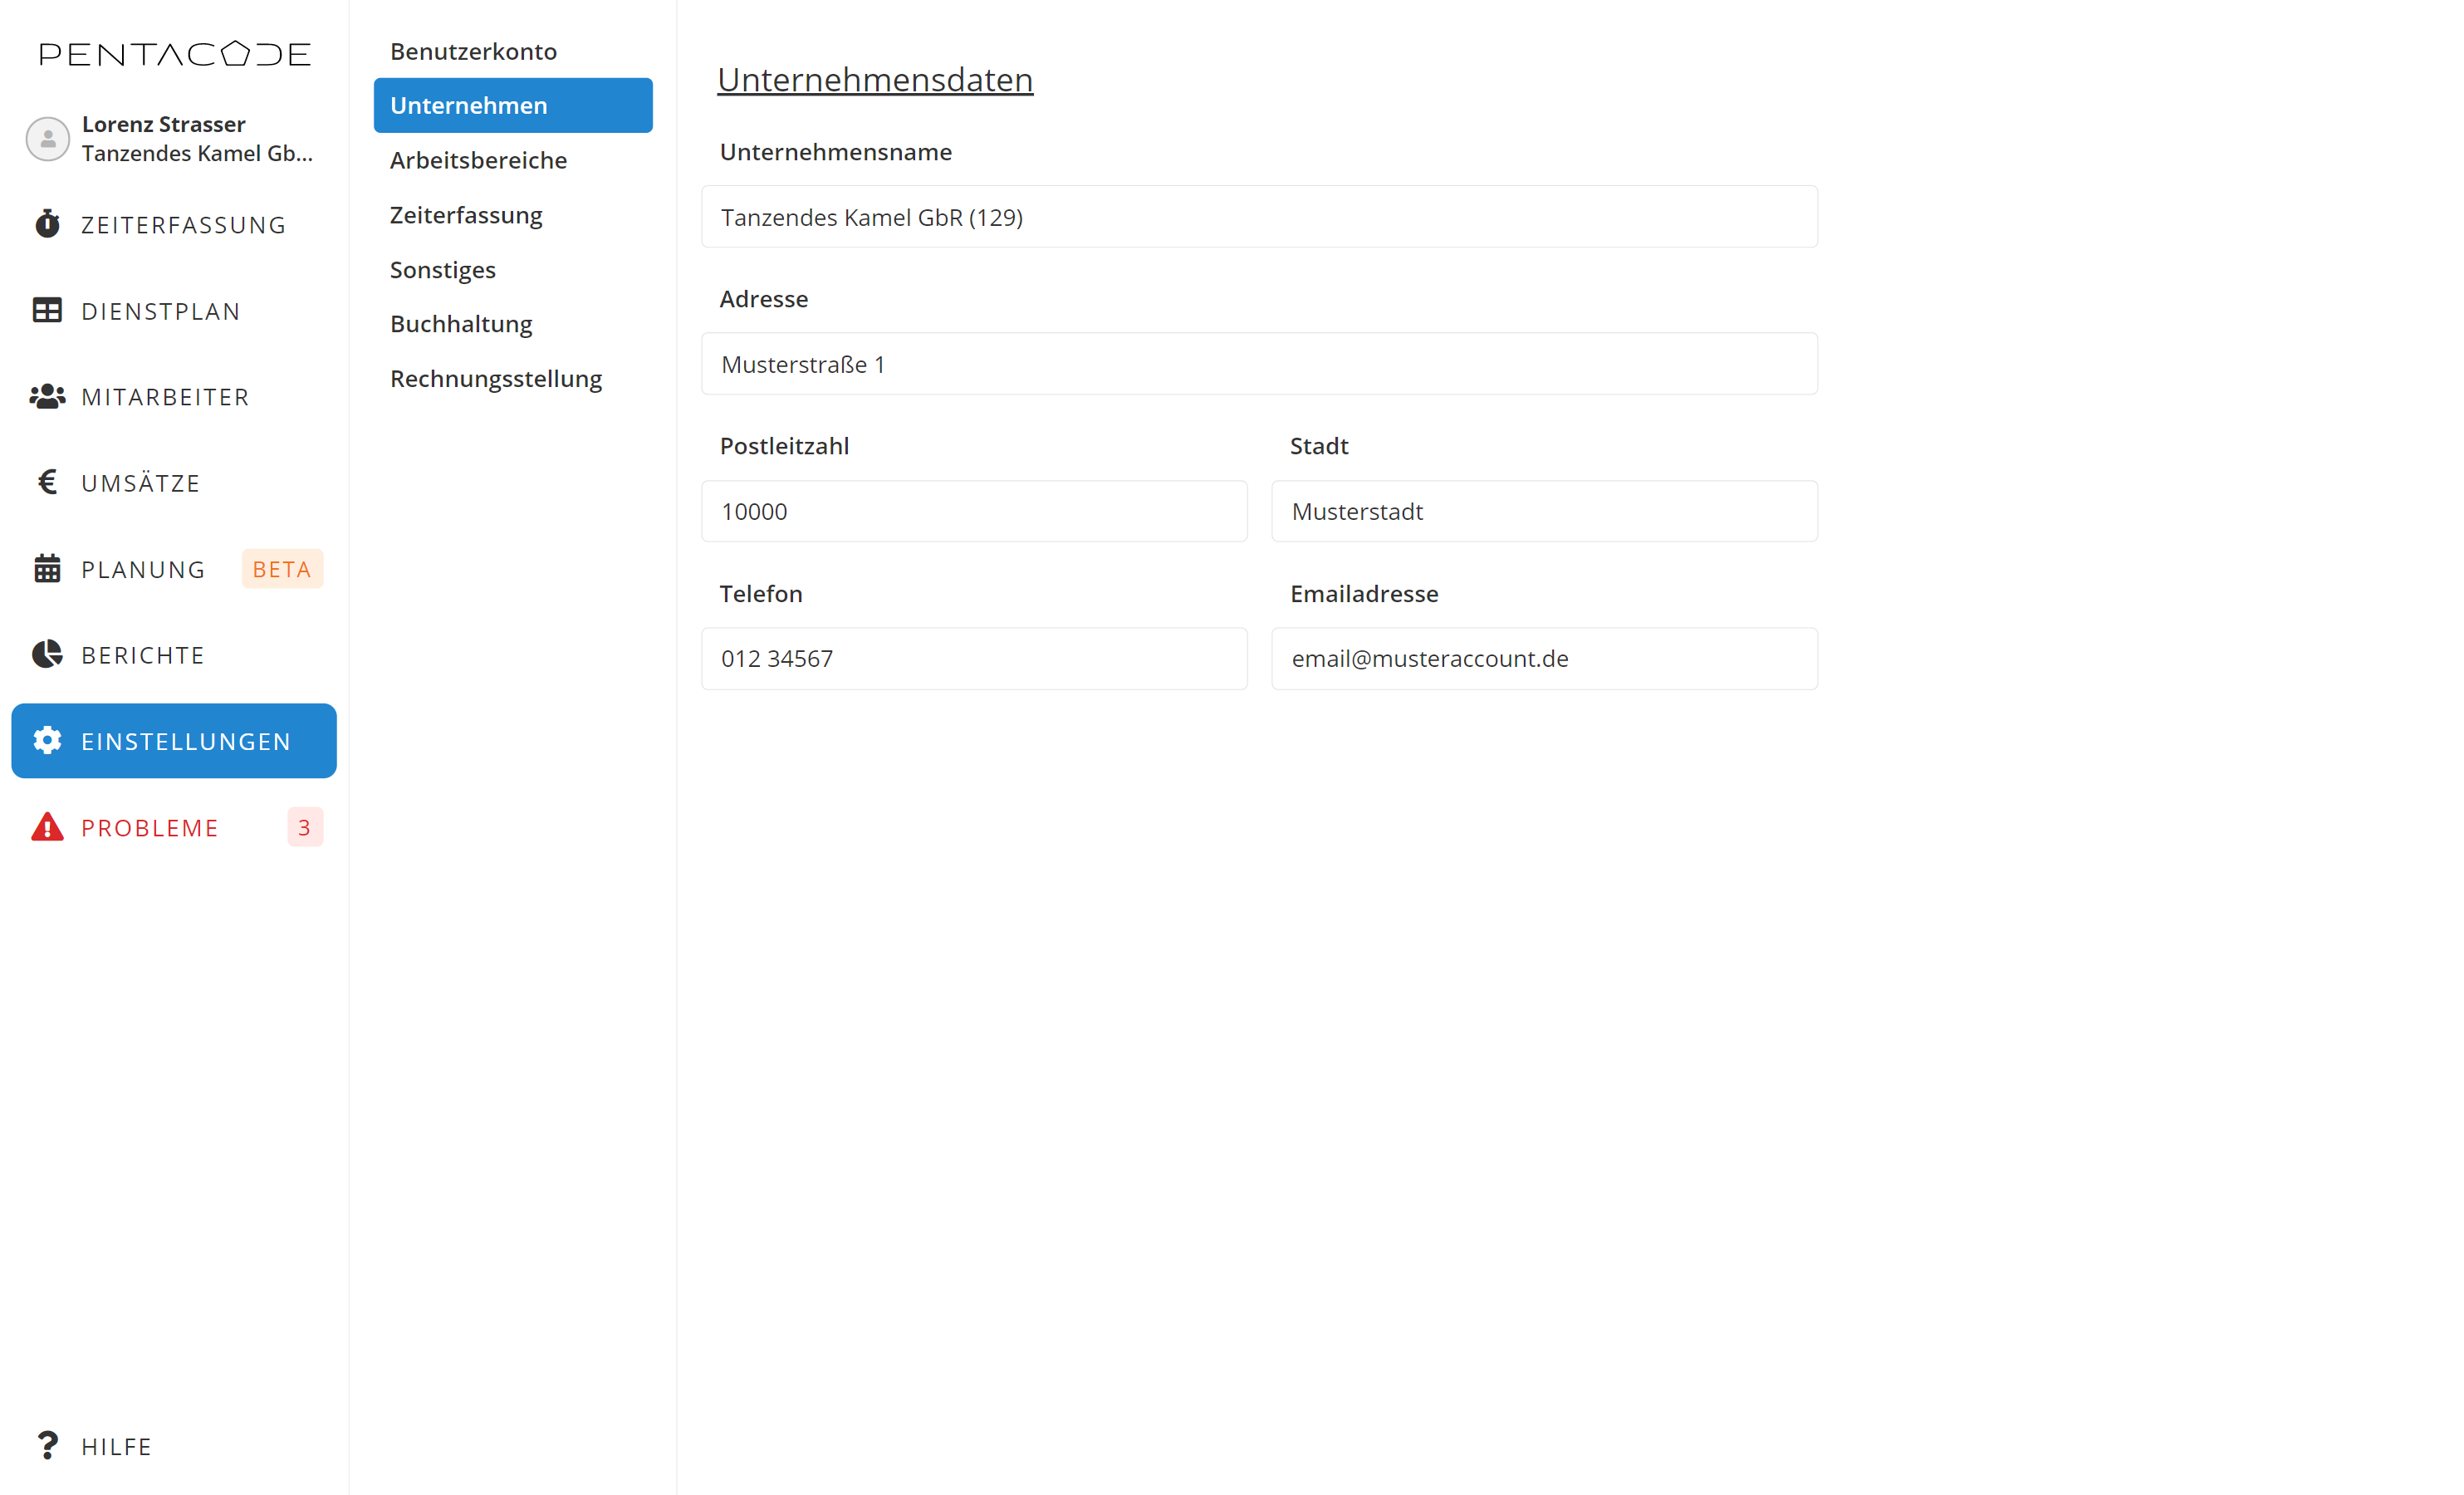 PENTACODE
Lorenz Strasser
Tanzendes Kamel Gb...
ZEITERFASSUNG
DIENSTPLAN
MITARBEITER
UMSÄTZE
PLANUNG BETA
BERICHTE
EINSTELLUNGEN
PROBLEME 3
HILFE
Benutzerkonto
Unternehmen
Arbeitsbereiche
Zeiterfassung
Sonstiges
Buchhaltung
Rechnungsstellung
Unternehmensdaten
Unternehmensname
Tanzendes Kamel GbR (129)
Adresse
Musterstraße 1
Postleitzahl Stadt
10000 Musterstadt
Telefon Emailadresse
012 34567 email@musteraccount.de